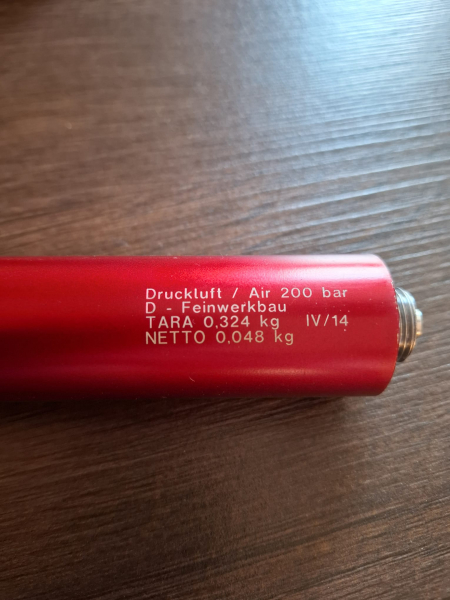 Druckluft / Air 200 bar
D - Feinwerkbau
TARA 0,324 kg IV/14
NETTO 0,048 kg